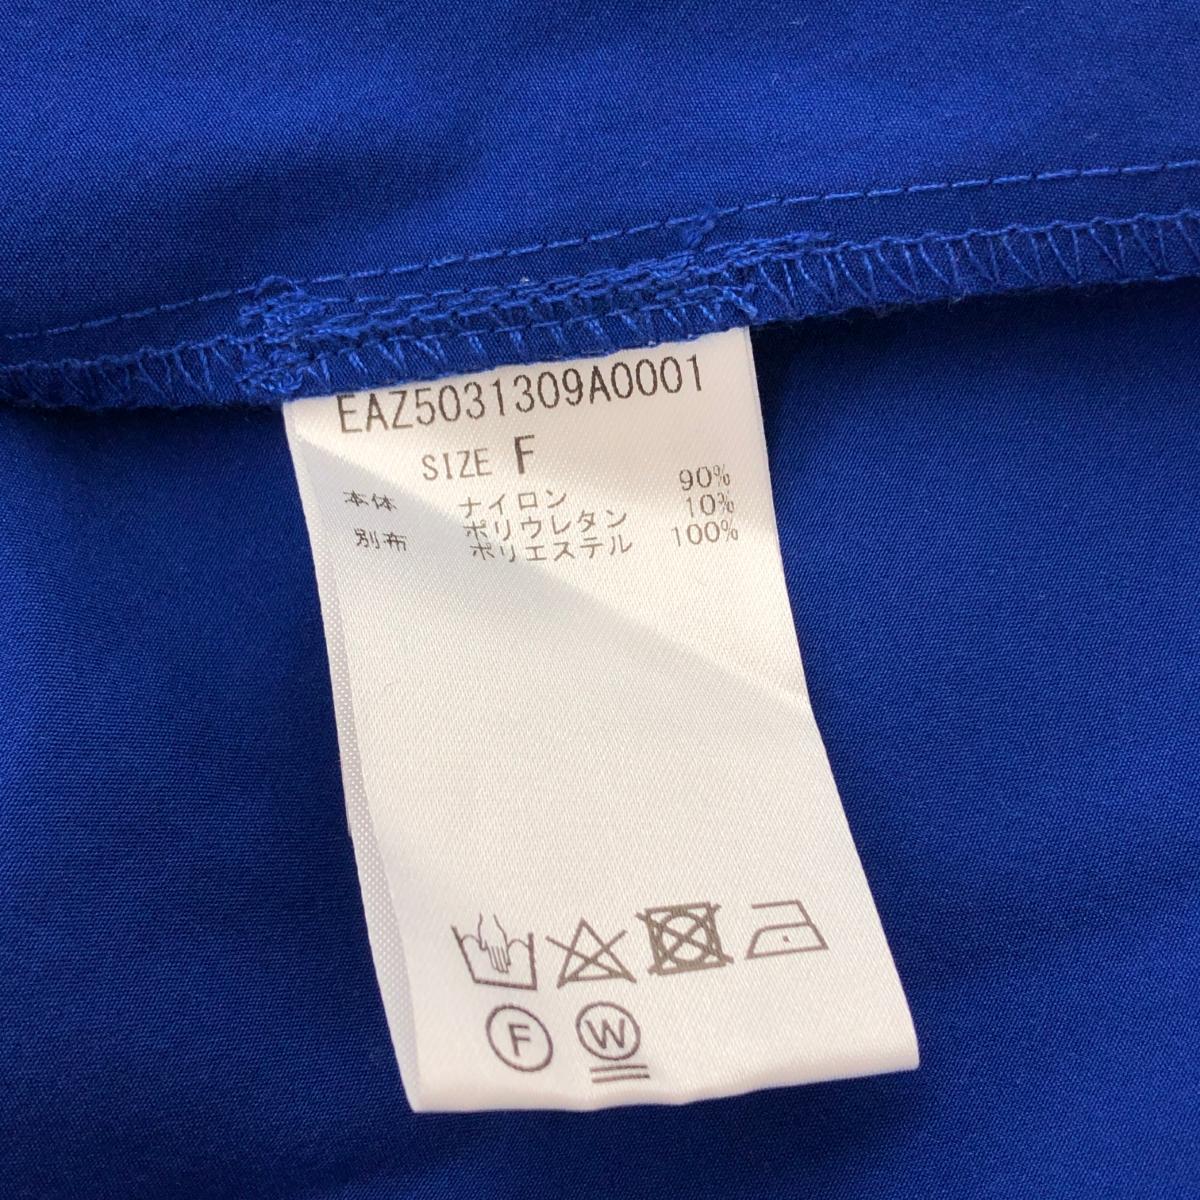 EAZ5031309A0001
SIZE F
本体 ナイロン 90%
ポリウレタン 10%
別布 ポリエステル 100%
F W